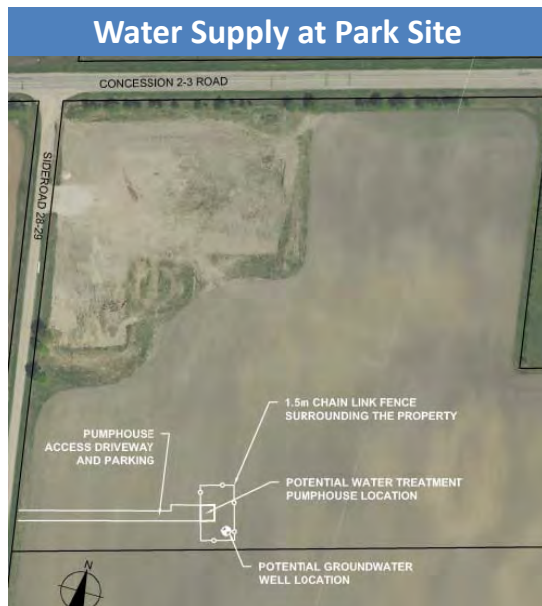 Water Supply at Park Site
CONCESSION 2-3 ROAD
SIDEROAD 28-29
1.5m CHAIN LINK FENCE
SURROUNDING THE PROPERTY
PUMPHOUSE
ACCESS DRIVEWAY
AND PARKING
POTENTIAL WATER TREATMENT
PUMPHOUSE LOCATION
POTENTIAL GROUNDWATER
WELL LOCATION
N